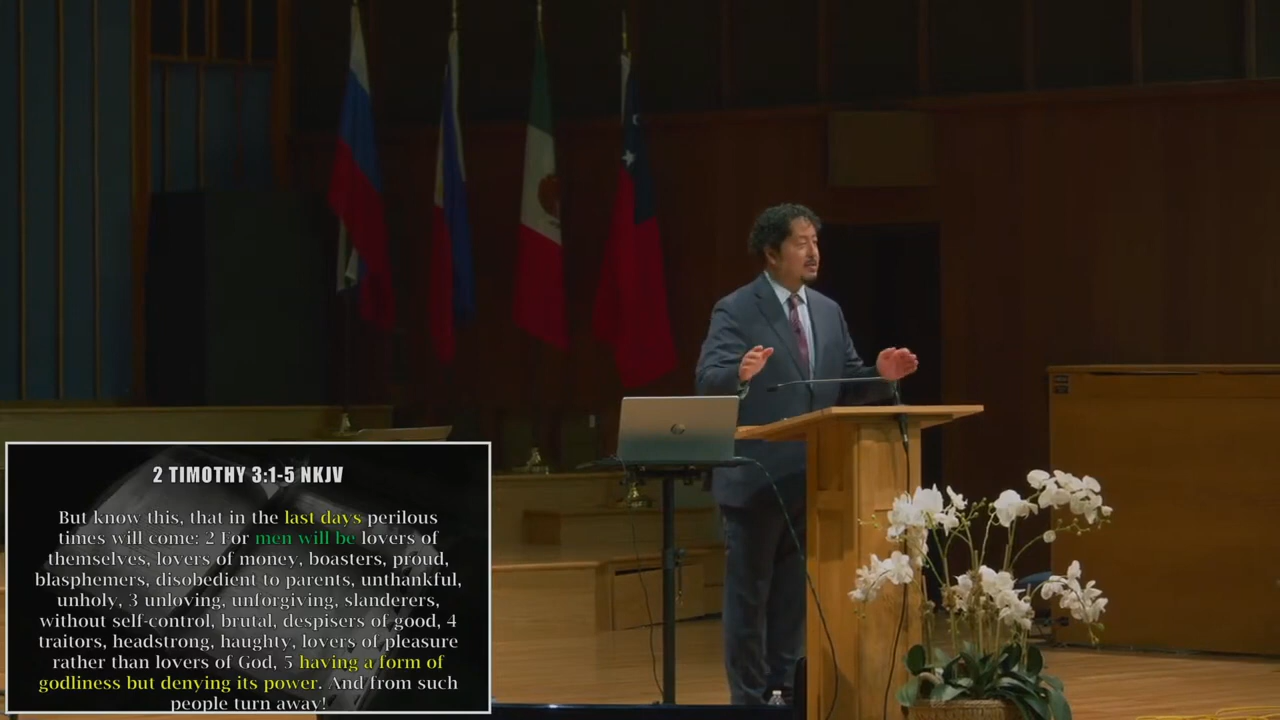 2 TIMOTHY 3:1-5 NKJV
But know this, that in the last days perilous
times will come: 2 For men will be lovers of
themselves, lovers of money, boasters, proud,
blasphemers, disobedient to parents, unthankful,
unholy, 3 unloving, unforgiving, slanderers,
without self-control, brutal, despisers of good, 4
traitors, headstrong, haughty, lovers of pleasure
rather than lovers of God, 5 having a form of
godliness but denying its power. And from such
people turn away!